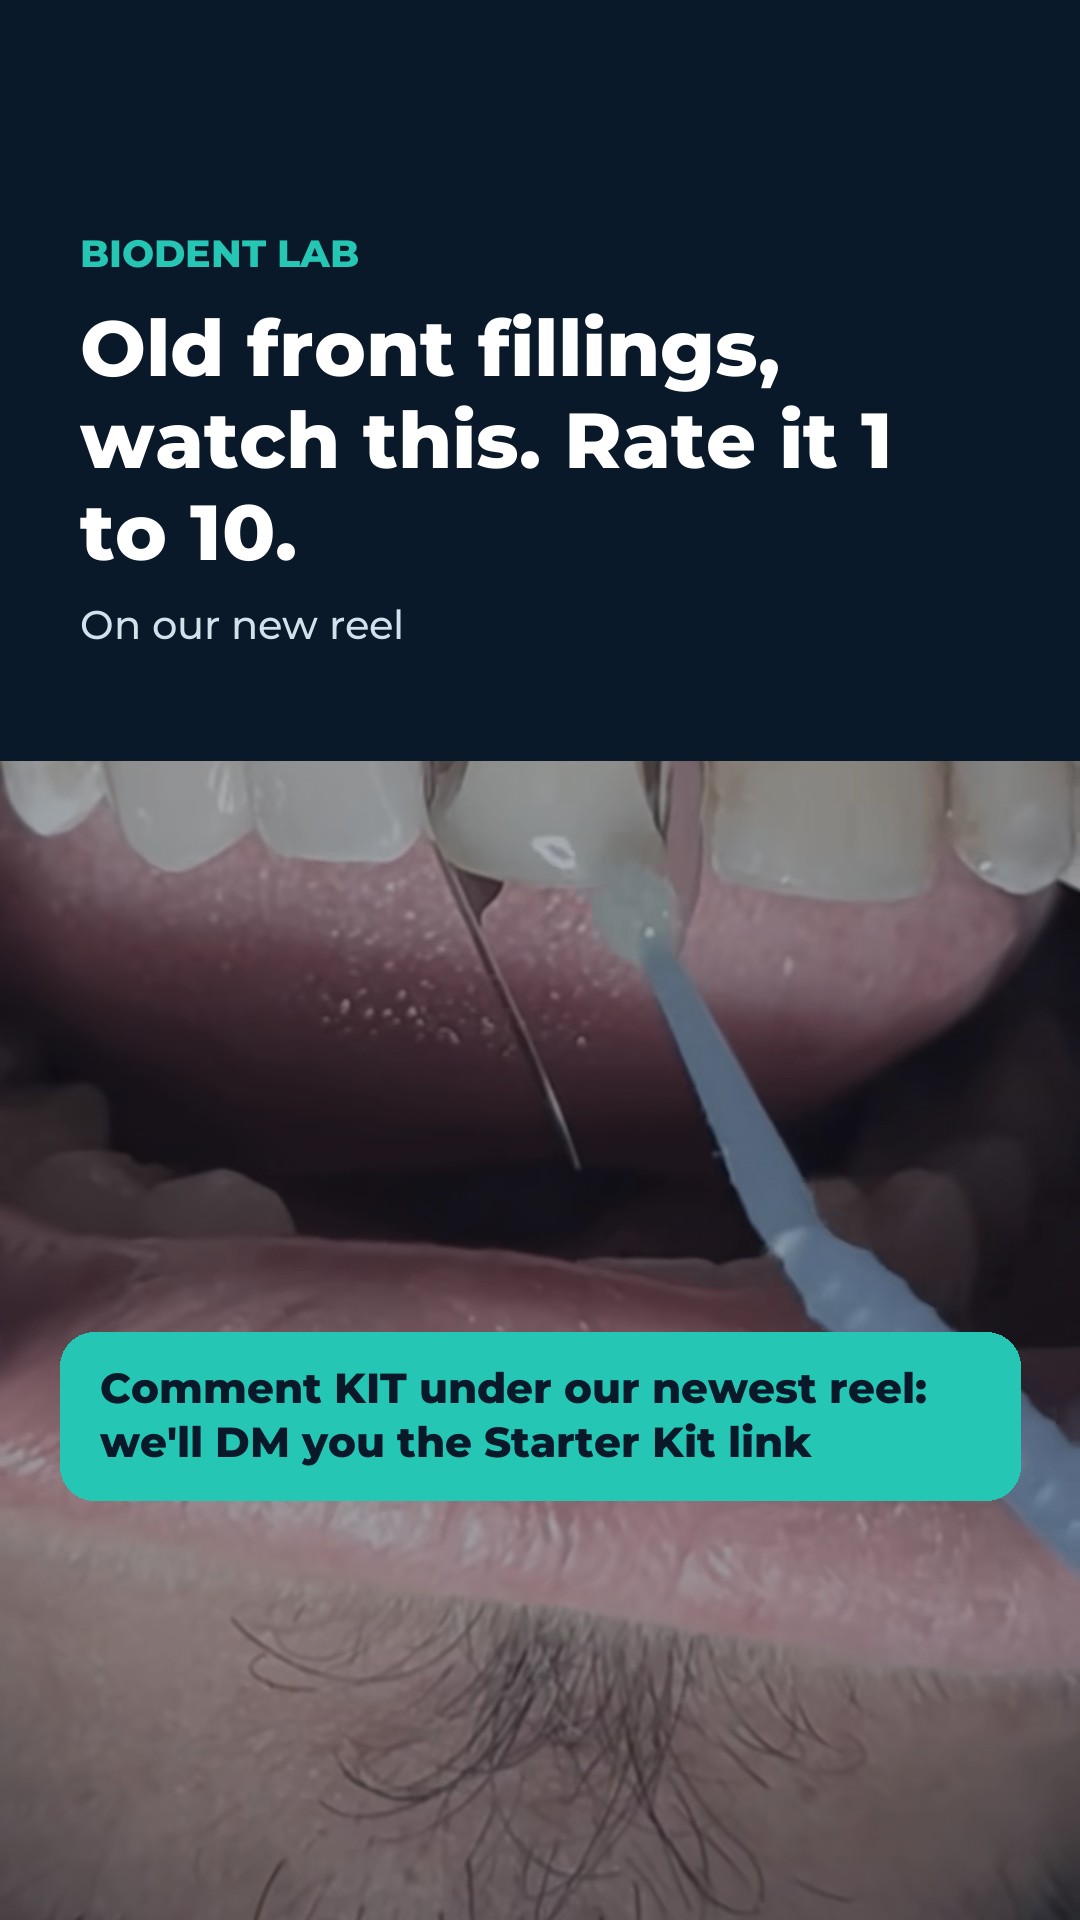 BIODENT LAB
Old front fillings,
watch this. Rate it 1
to 10.
On our new reel
Comment KIT under our newest reel:
we'll DM you the Starter Kit link